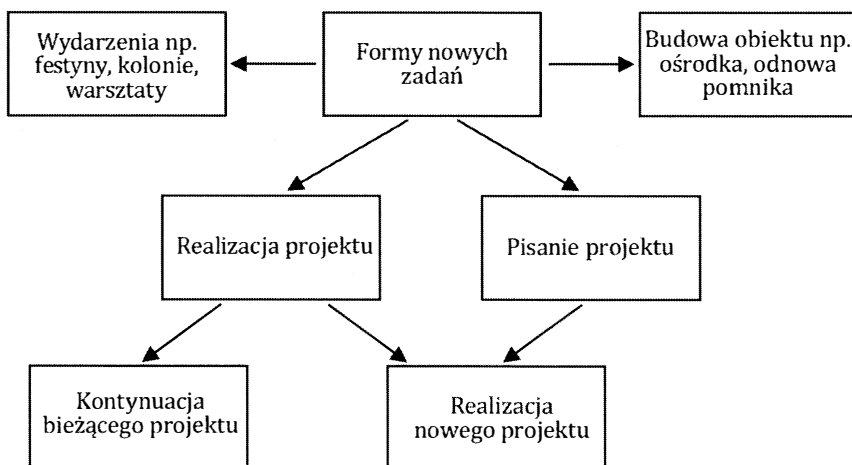 Wydarzenia np.
festyny, kolonie,
warsztaty
Formy nowych
zadań
Budowa obiektu np.
ośrodka, odnowa
pomnika
Realizacja projektu
Pisanie projektu
Kontynuacja
bieżącego projektu
Realizacja
nowego projektu